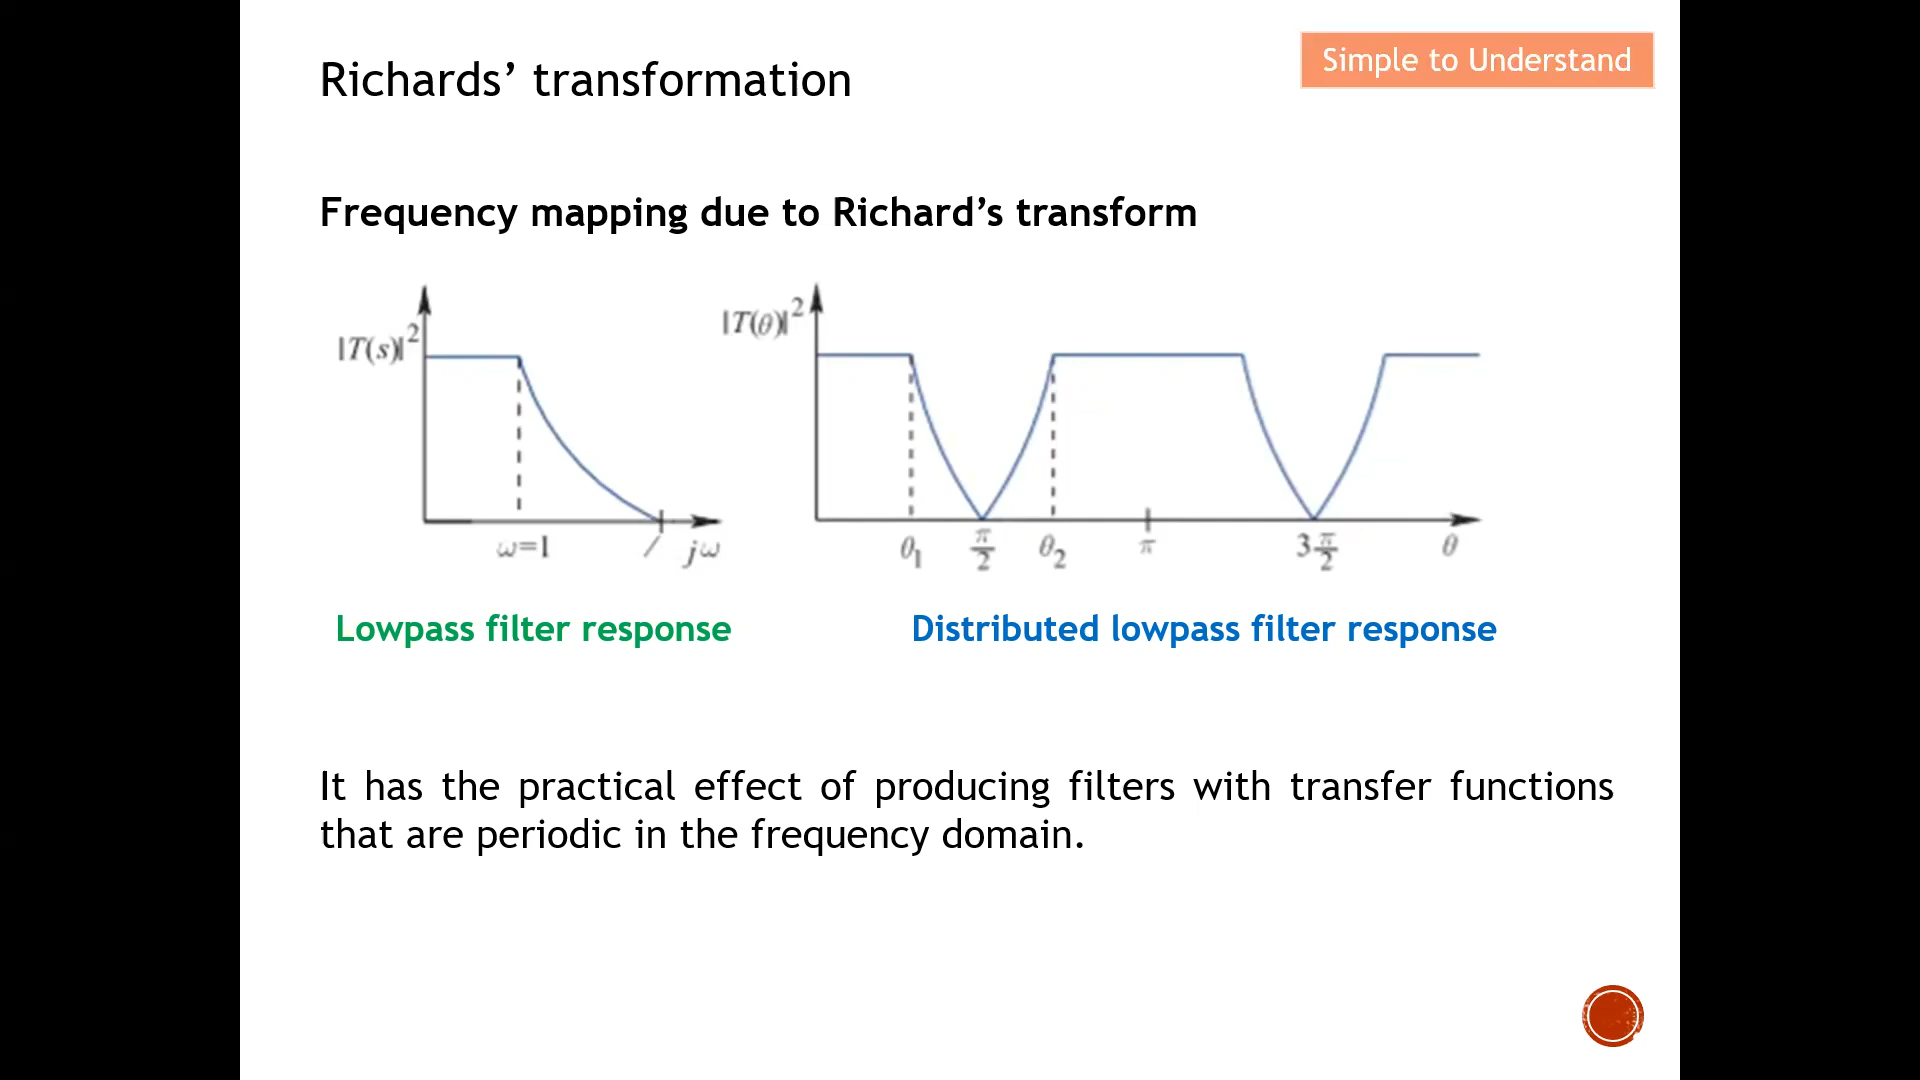 Richards’ transformation
Simple to Understand
Frequency mapping due to Richard’s transform
|T(s)|²
ω=1
/
jω
|T(θ)|²
θ₁
π/2
θ₂
π
3π/2
θ
Lowpass filter response
Distributed lowpass filter response
It has the practical effect of producing filters with transfer functions
that are periodic in the frequency domain.